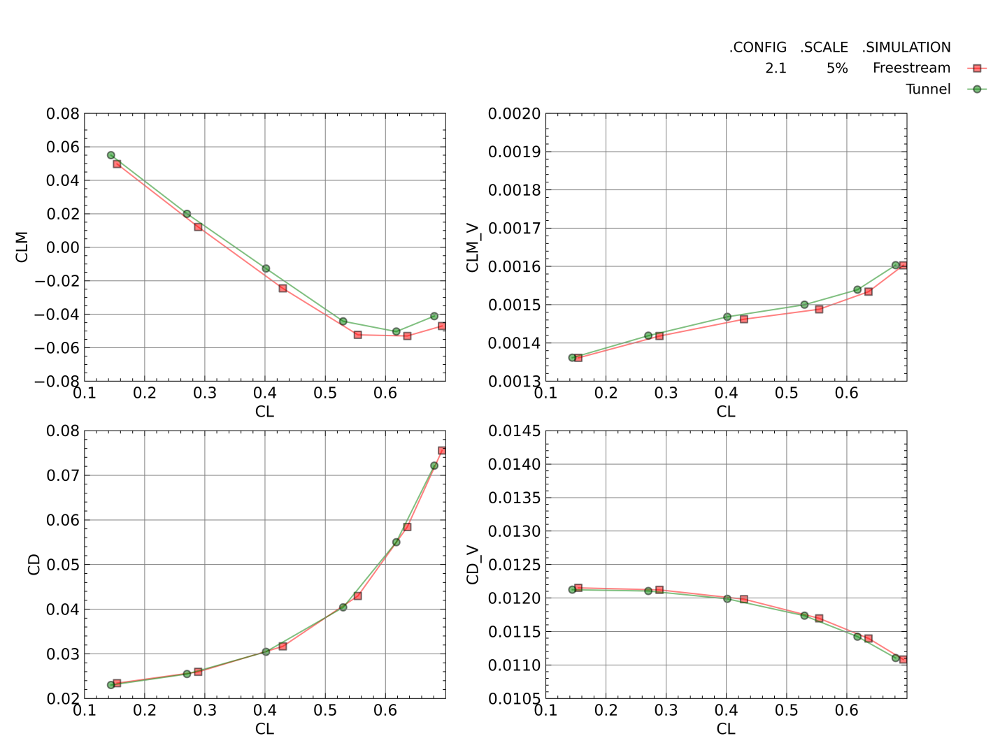 .CONFIG .SCALE .SIMULATION
2.1 5% Freestream
Tunnel
0.08
0.06
0.04
0.02
0.00
−0.02
−0.04
−0.06
−0.08
CLM
0.1 0.2 0.3 0.4 0.5 0.6
CL
0.0020
0.0019
0.0018
0.0017
0.0016
0.0015
0.0014
0.0013
CLM_V
0.1 0.2 0.3 0.4 0.5 0.6
CL
0.08
0.07
0.06
0.05
0.04
0.03
0.02
CD
0.1 0.2 0.3 0.4 0.5 0.6
CL
0.0145
0.0140
0.0135
0.0130
0.0125
0.0120
0.0115
0.0110
0.0105
CD_V
0.1 0.2 0.3 0.4 0.5 0.6
CL